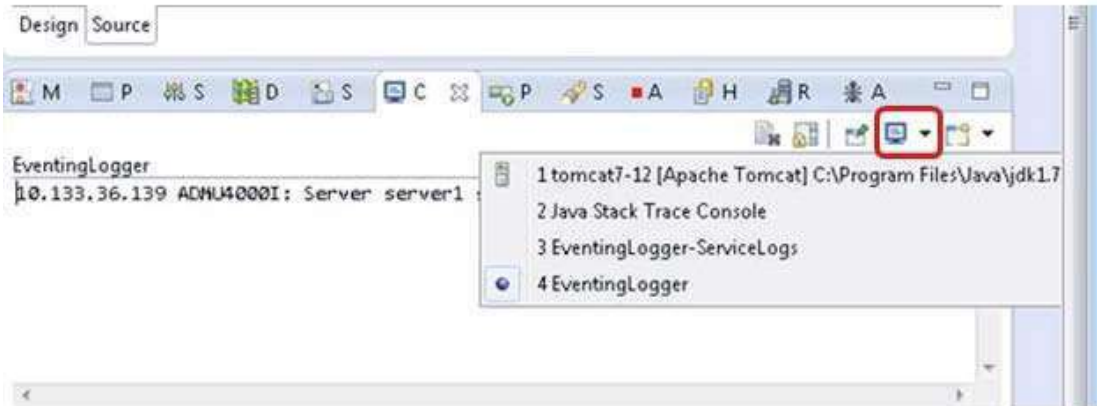 Design Source
M P S D S C P S A H R A
EventingLogger
10.133.36.139 ADMU4000I: Server server1
1 tomcat7-12 [Apache Tomcat] C:\Program Files\Java\jdk1.7
2 Java Stack Trace Console
3 EventingLogger-ServiceLogs
4 EventingLogger